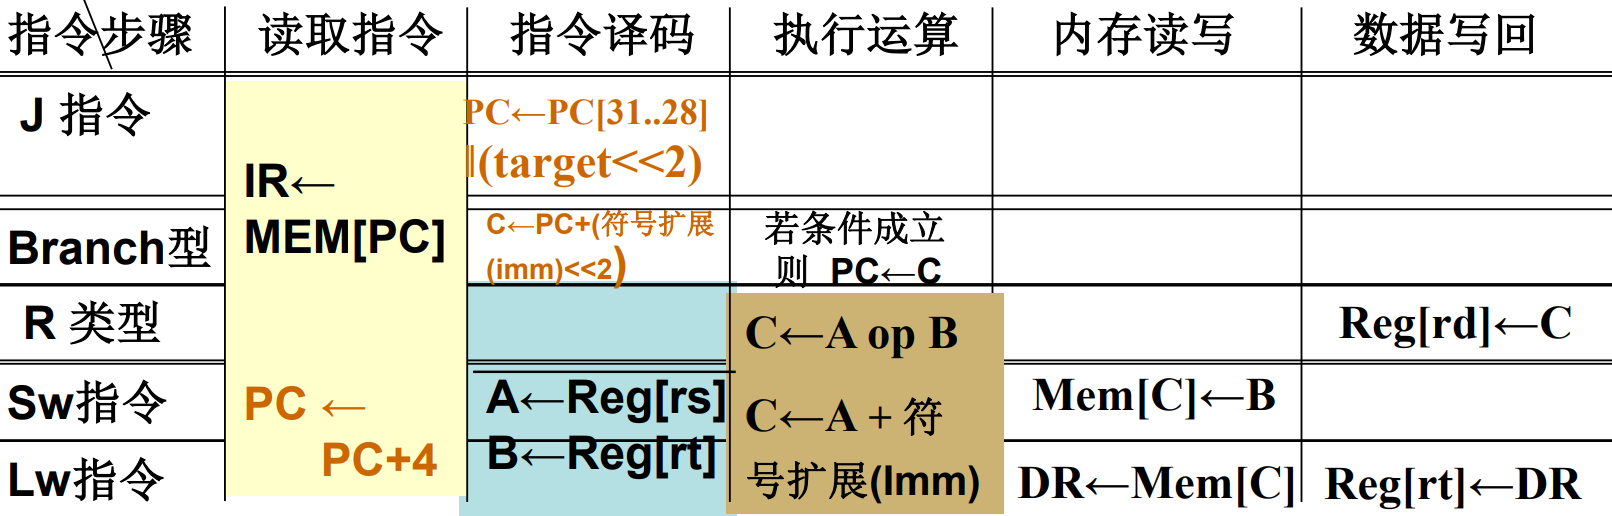 指令\步骤 读取指令 指令译码 执行运算 内存读写 数据写回
J 指令
PC←PC[31..28]
||(target<<2)
IR←
MEM[PC]
Branch型
C←PC+(符号扩展
(imm)<<2)
若条件成立
则 PC←C
R 类型
C←A op B
Reg[rd]←C
Sw指令
PC ←
PC+4
A←Reg[rs]
B←Reg[rt]
C←A + 符
号扩展(Imm)
Mem[C]←B
Lw指令
DR←Mem[C]
Reg[rt]←DR